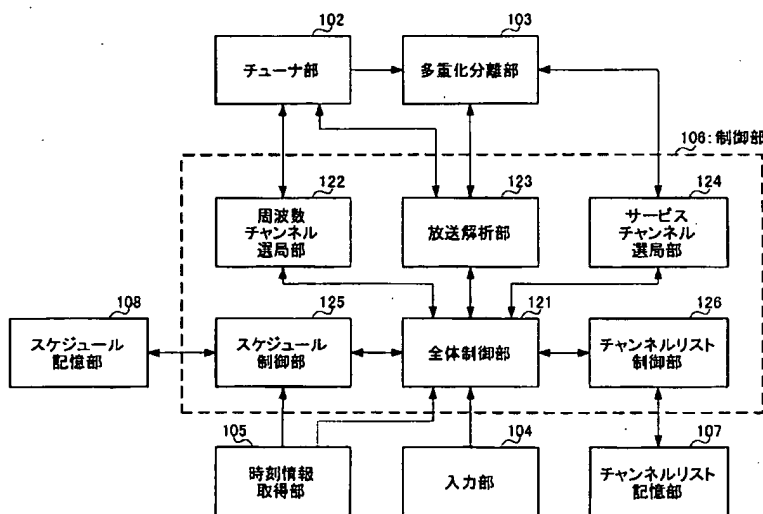 102
103
チューナ部
多重化分離部
106:制御部
122
123
124
周波数
チャンネル
選局部
放送解析部
サービス
チャンネル
選局部
108
125
121
126
スケジュール
記憶部
スケジュール
制御部
全体制御部
チャンネルリスト
制御部
105
104
107
時刻情報
取得部
入力部
チャンネルリスト
記憶部